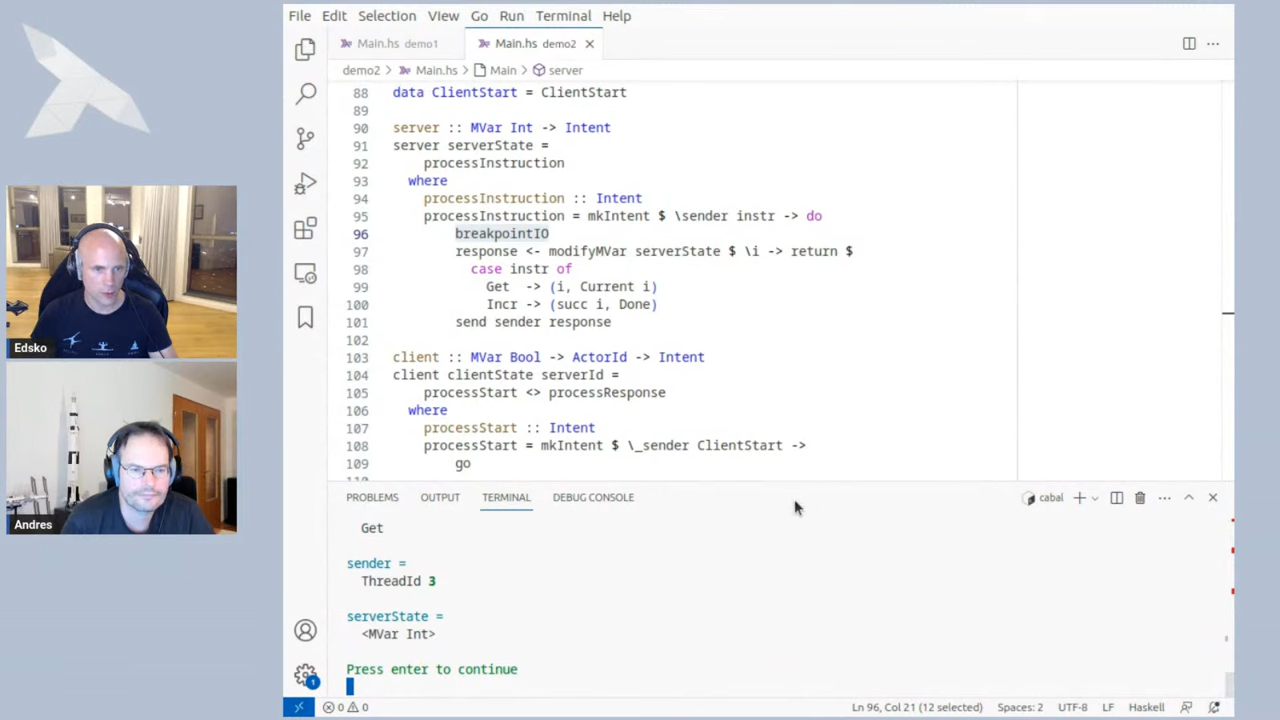 File Edit Selection View Go Run Terminal Help
Main.hs demo1 Main.hs demo2
demo2 > Main.hs > Main > server
88 data ClientStart = ClientStart
89
90 server :: MVar Int -> Intent
91 server serverState =
92 processInstruction
93 where
94 processInstruction :: Intent
95 processInstruction = mkIntent $ \sender instr -> do
96 breakpointIO
97 response <- modifyMVar serverState $ \i -> return $
98 case instr of
99 Get -> (i, Current i)
100 Incr -> (succ i, Done)
101 send sender response
102
103 client :: MVar Bool -> ActorId -> Intent
104 client clientState serverId =
105 processStart <> processResponse
106 where
107 processStart :: Intent
108 processStart = mkIntent $ \_sender ClientStart ->
109 go
Edsko
Andres
PROBLEMS OUTPUT TERMINAL DEBUG CONSOLE cabal
Get
sender =
ThreadId 3
serverState =
<MVar Int>
Press enter to continue
1
0 0 Ln 96, Col 21 (12 selected) Spaces: 2 UTF-8 LF Haskell